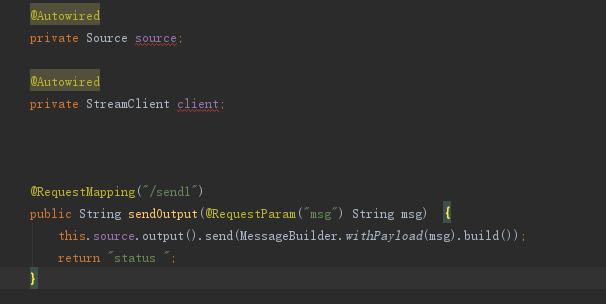 @Autowired
private Source source;
@Autowired
private StreamClient client;
@RequestMapping("/send1")
public String sendOutput(@RequestParam("msg") String msg)  {
this.source.output().send(MessageBuilder.withPayload(msg).build());
return "status ";
}